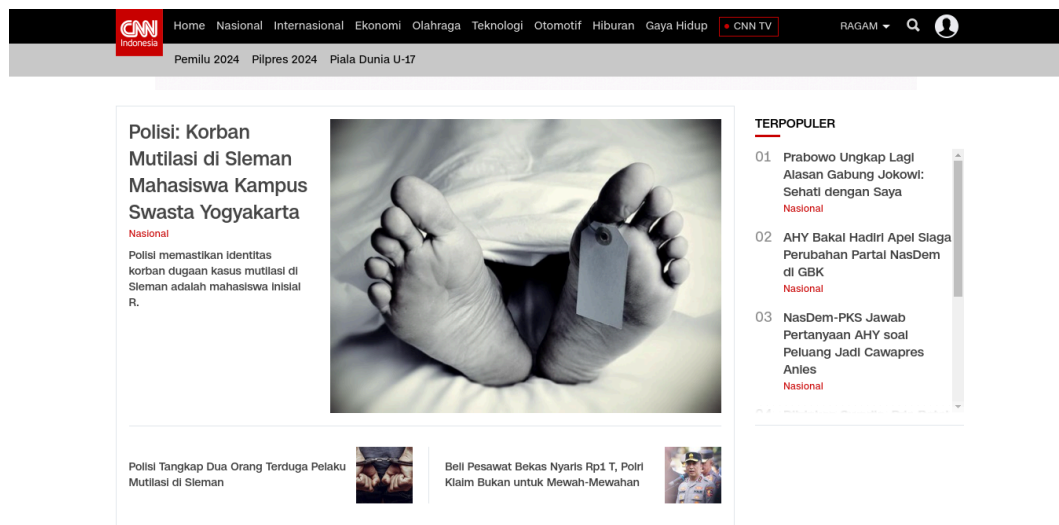 CNN
Indonesia
Home Nasional Internasional Ekonomi Olahraga Teknologi Otomotif Hiburan Gaya Hidup CNN TV RAGAM
Pemilu 2024 Pilpres 2024 Piala Dunia U-17
Polisi: Korban
Mutilasi di Sleman
Mahasiswa Kampus
Swasta Yogyakarta
Nasional
Polisi memastikan identitas
korban dugaan kasus mutilasi di
Sleman adalah mahasiswa inisial
R.
Polisi Tangkap Dua Orang Terduga Pelaku
Mutilasi di Sleman
Beli Pesawat Bekas Nyaris Rp1 T, Polri
Klaim Bukan untuk Mewah-Mewahan
TERPOPULER
01 Prabowo Ungkap Lagi
Alasan Gabung Jokowi:
Sehati dengan Saya
Nasional
02 AHY Bakal Hadiri Apel Siaga
Perubahan Partai NasDem
di GBK
Nasional
03 NasDem-PKS Jawab
Pertanyaan AHY soal
Peluang Jadi Cawapres
Anies
Nasional